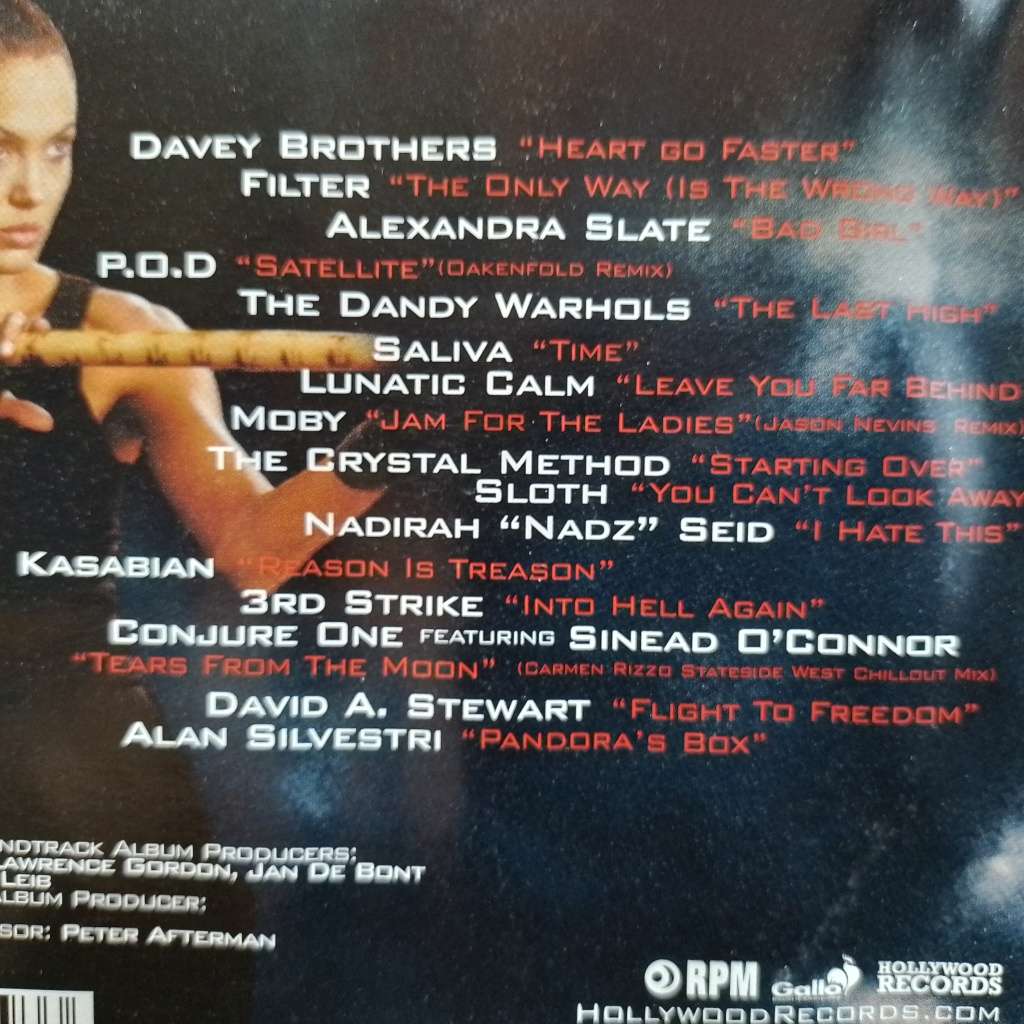 DAVEY BROTHERS "HEART GO FASTER"
FILTER "THE ONLY WAY (IS THE WRONG WAY)"
ALEXANDRA SLATE "BAD GIRL"
P.O.D "SATELLITE"(OAKENFOLD REMIX)
THE DANDY WARHOLS "THE LAST HIGH"
SALIVA "TIME"
LUNATIC CALM "LEAVE YOU FAR BEHIND
MOBY "JAM FOR THE LADIES"(JASON NEVINS REMIX)
THE CRYSTAL METHOD "STARTING OVER"
SLOTH "YOU CAN'T LOOK AWAY
NADIRAH "NADZ" SEID "I HATE THIS"
KASABIAN "REASON IS TREASON"
3RD STRIKE "INTO HELL AGAIN"
CONJURE ONE FEATURING SINEAD O'CONNOR
"TEARS FROM THE MOON" (CARMEN RIZZO STATESIDE WEST CHILLOUT MIX)
DAVID A. STEWART "FLIGHT TO FREEDOM"
ALAN SILVESTRI "PANDORA'S BOX"
NDTRACK ALBUM PRODUCERS:
AWRENCE GORDON, JAN DE BONT
LEIB
LBUM PRODUCER:
SOR: PETER AFTERMAN
RPM Gallo HOLLYWOOD RECORDS
HOLLYWOODRECORDS.COM